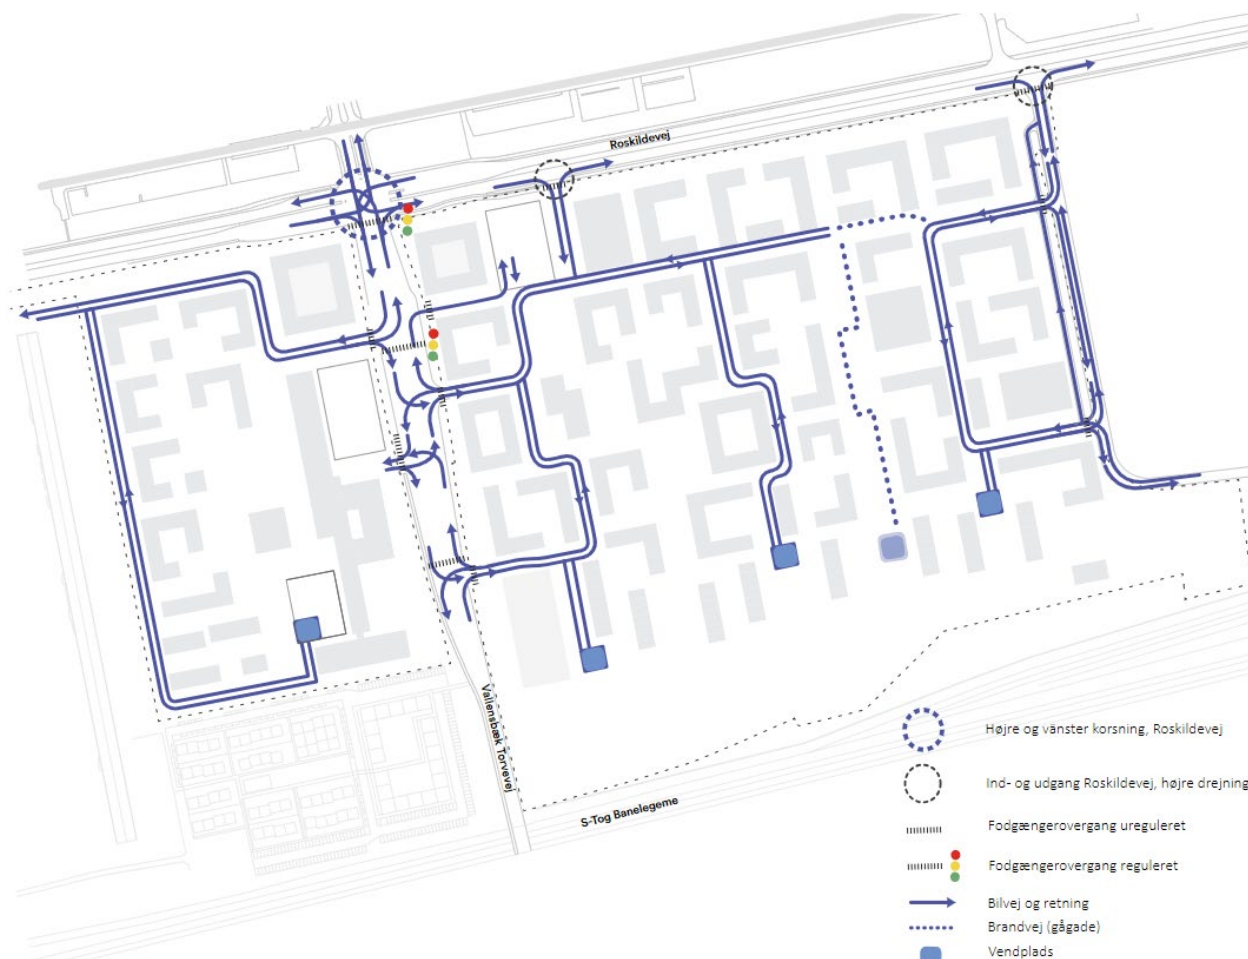 Roskildevej
Vallensbæk Torvevej
S-Tog Banelegeme
Højre og vänster korsning, Roskildevej
Ind- og udgang Roskildevej, højre drejning
Fodgængerovergang ureguleret
Fodgængerovergang reguleret
Bilvej og retning
Brandvej (gågade)
Vendplads